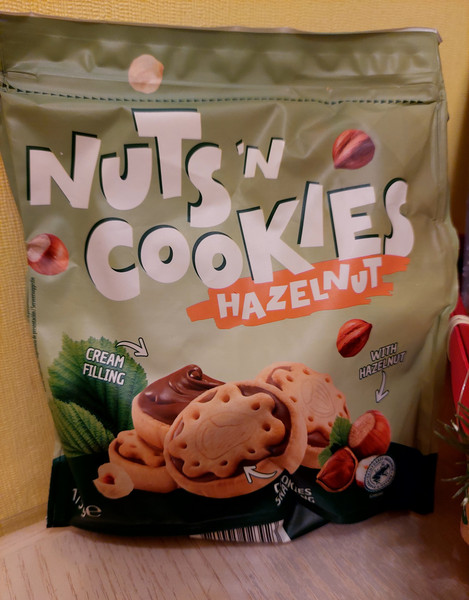 NUTS 'N
COOKIES
HAZELNUT
CREAM
FILLING
WITH
HAZELNUT